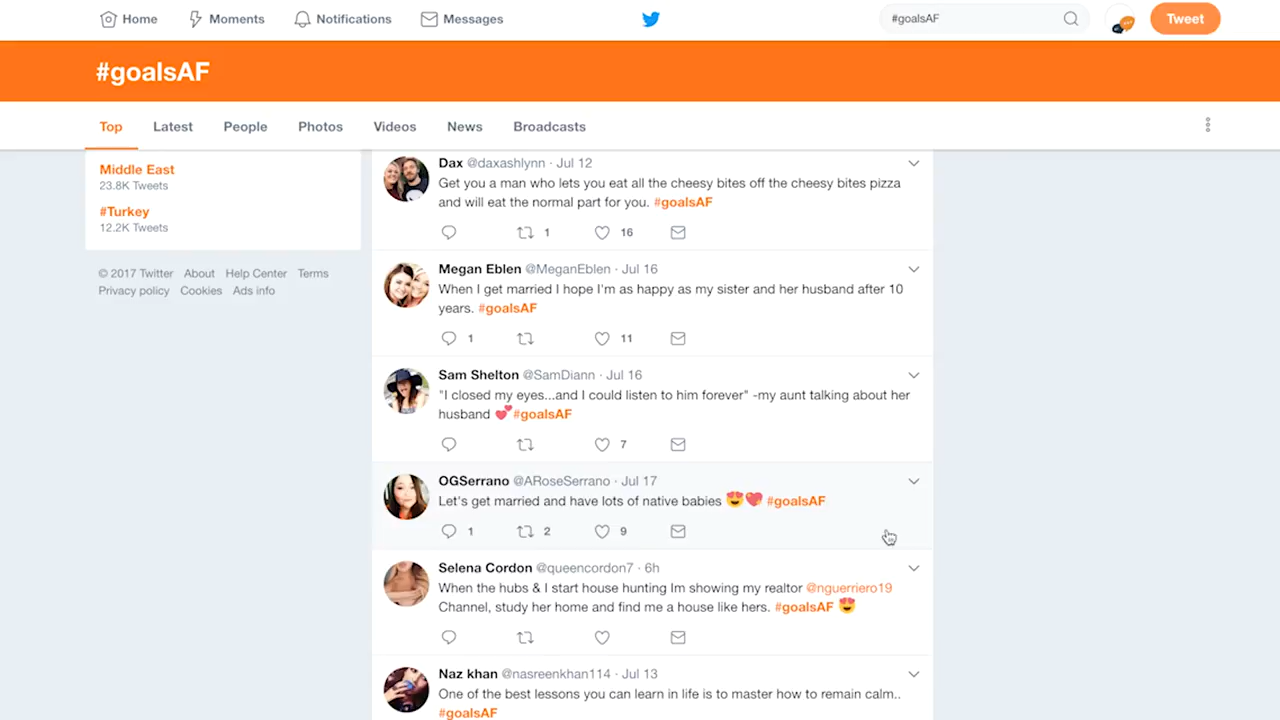 Home Moments Notifications Messages #goalsAF Tweet
#goalsAF
Top Latest People Photos Videos News Broadcasts
Middle East
23.8K Tweets
#Turkey
12.2K Tweets
© 2017 Twitter About Help Center Terms
Privacy policy Cookies Ads info
Dax @daxashlynn · Jul 12
Get you a man who lets you eat all the cheesy bites off the cheesy bites pizza
and will eat the normal part for you. #goalsAF
1 16
Megan Eblen @MeganEblen · Jul 16
When I get married I hope I'm as happy as my sister and her husband after 10
years. #goalsAF
1 11
Sam Shelton @SamDiann · Jul 16
"I closed my eyes...and I could listen to him forever" -my aunt talking about her
husband 💕#goalsAF
7
OGSerrano @ARoseSerrano · Jul 17
Let's get married and have lots of native babies 😍💖 #goalsAF
1 2 9
Selena Cordon @queencordon7 · 6h
When the hubs & I start house hunting Im showing my realtor @nguerriero19
Channel, study her home and find me a house like hers. #goalsAF 😍
Naz khan @nasreenkhan114 · Jul 13
One of the best lessons you can learn in life is to master how to remain calm..
#goalsAF